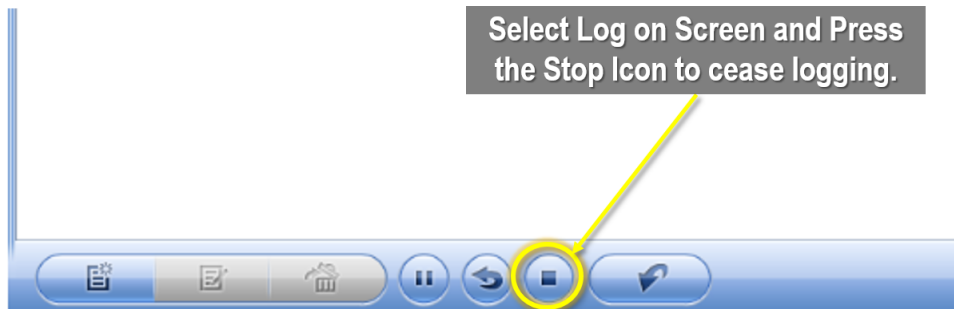 Select Log on Screen and Press
the Stop Icon to cease logging.